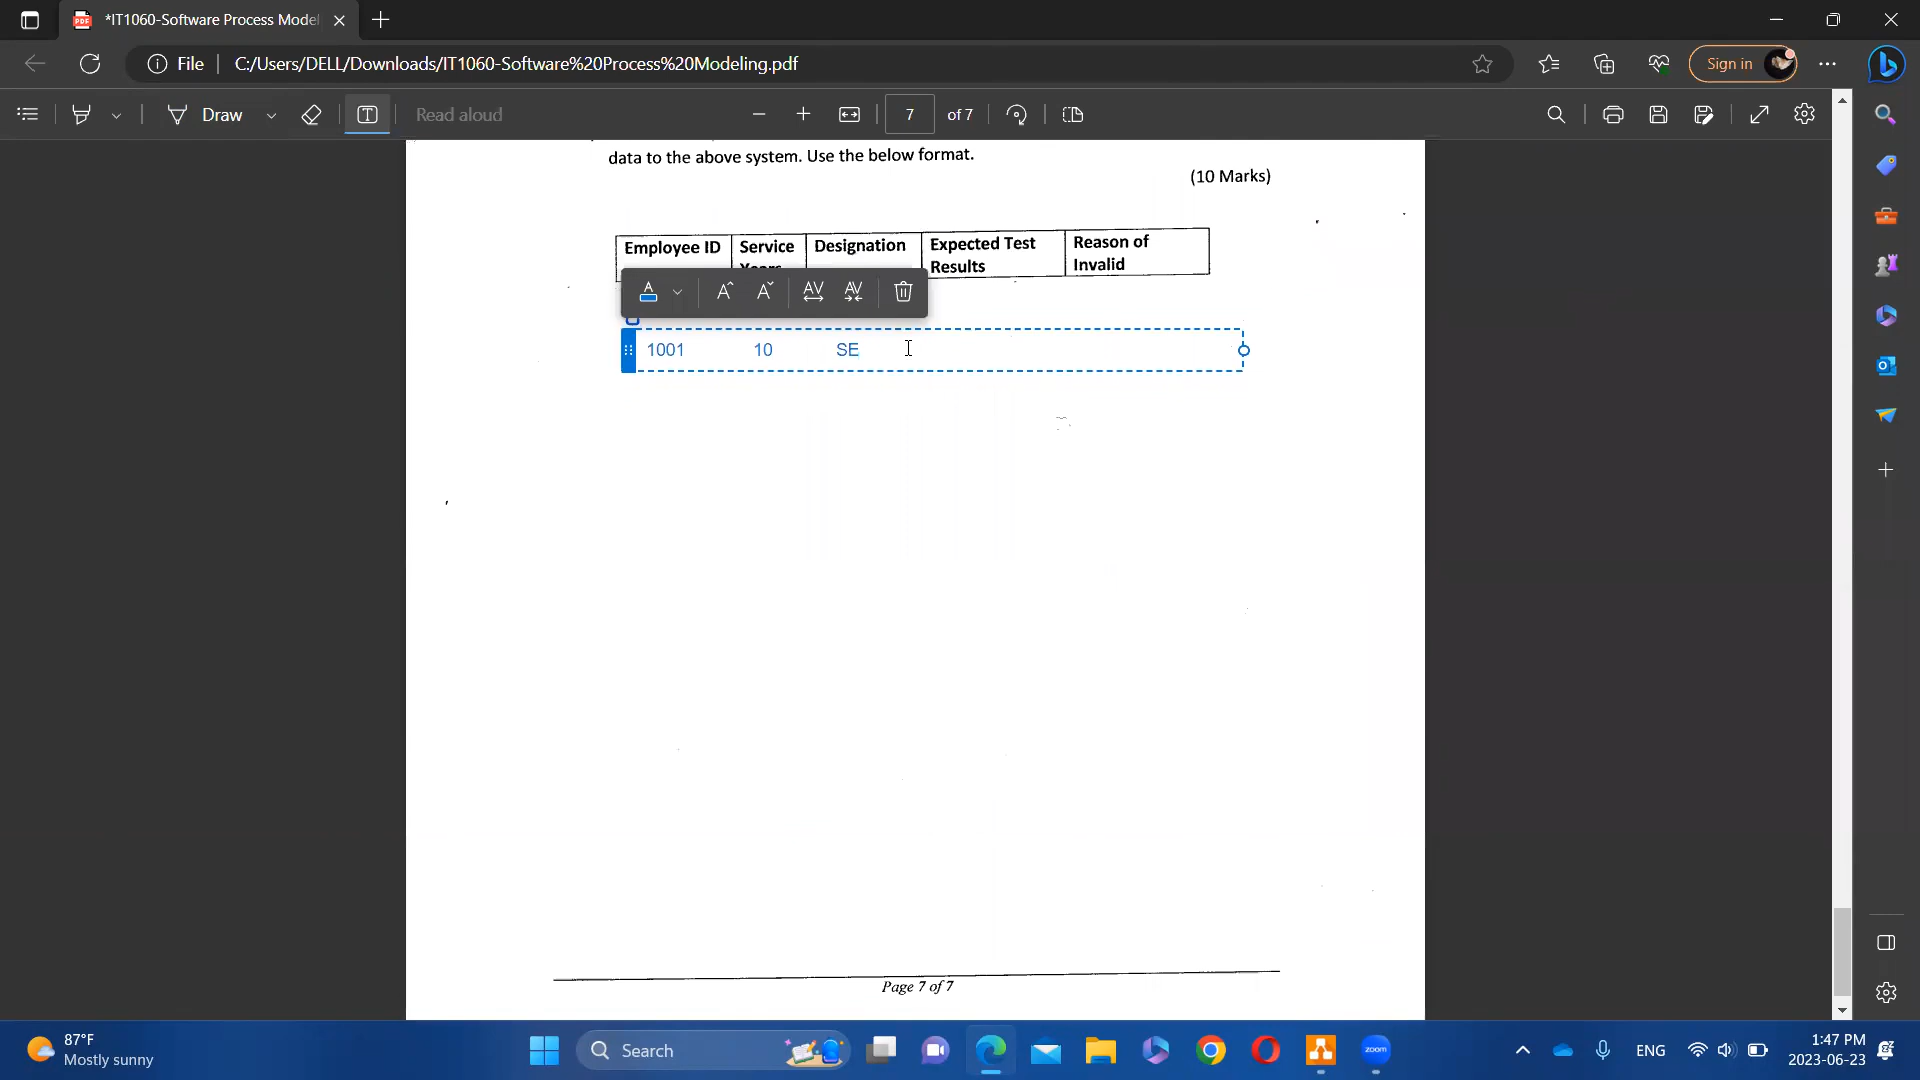 *IT1060-Software Process Model
File
C:/Users/DELL/Downloads/IT1060-Software%20Process%20Modeling.pdf
Sign in
Draw
Read aloud
7
of 7
data to the above system. Use the below format.
(10 Marks)
Employee ID
Service
Years
Designation
Expected Test
Results
Reason of
Invalid
1001
10
SE
Page 7 of 7
87°F
Mostly sunny
Search
zoom
ENG
1:47 PM
2023-06-23